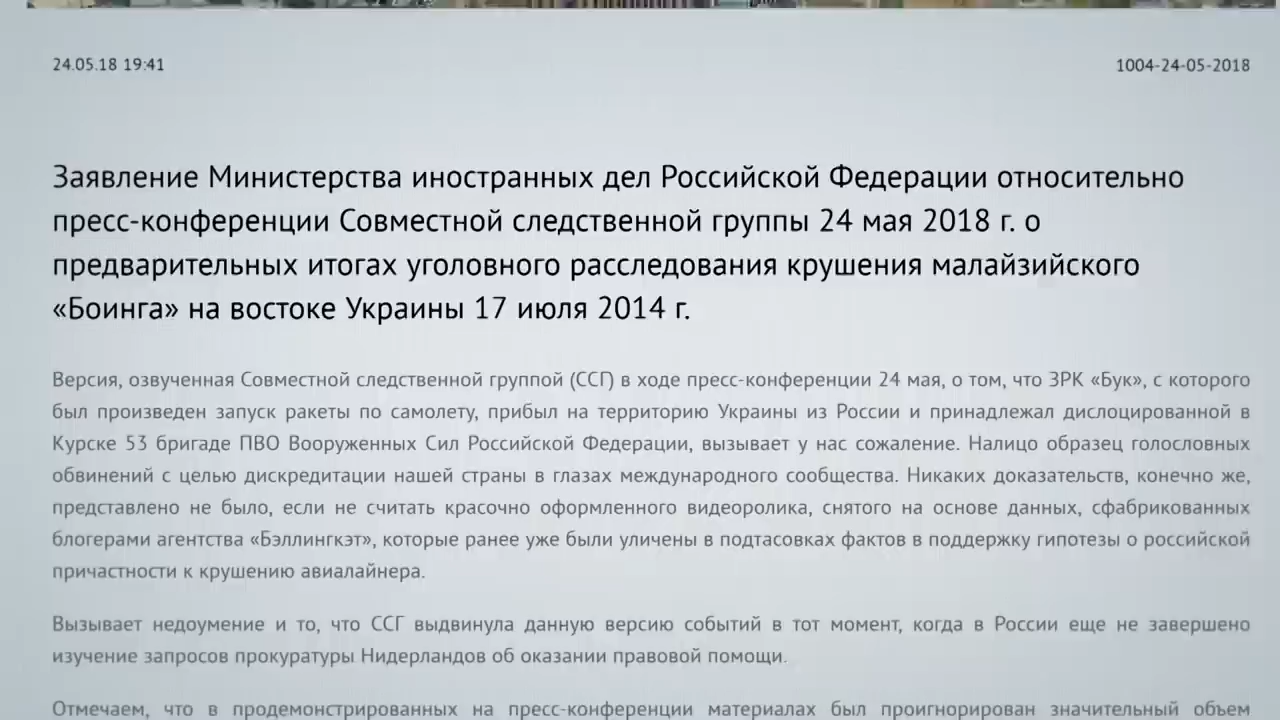 24.05.18 19:41
1004-24-05-2018
Заявление Министерства иностранных дел Российской Федерации относительно
пресс-конференции Совместной следственной группы 24 мая 2018 г. о
предварительных итогах уголовного расследования крушения малайзийского
«Боинга» на востоке Украины 17 июля 2014 г.
Версия, озвученная Совместной следственной группой (ССГ) в ходе пресс-конференции 24 мая, о том, что ЗРК «Бук», с которого
был произведен запуск ракеты по самолету, прибыл на территорию Украины из России и принадлежал дислоцированной в
Курске 53 бригаде ПВО Вооруженных Сил Российской Федерации, вызывает у нас сожаление. Налицо образец голословных
обвинений с целью дискредитации нашей страны в глазах международного сообщества. Никаких доказательств, конечно же,
представлено не было, если не считать красочно оформленного видеоролика, снятого на основе данных, сфабрикованных
блогерами агентства «Бэллингкэт», которые ранее уже были уличены в подтасовках фактов в поддержку гипотезы о российской
причастности к крушению авиалайнера.
Вызывает недоумение и то, что ССГ выдвинула данную версию событий в тот момент, когда в России еще не завершено
изучение запросов прокуратуры Нидерландов об оказании правовой помощи.
Отмечаем, что в продемонстрированных на пресс-конференции материалах был проигнорирован значительный объем